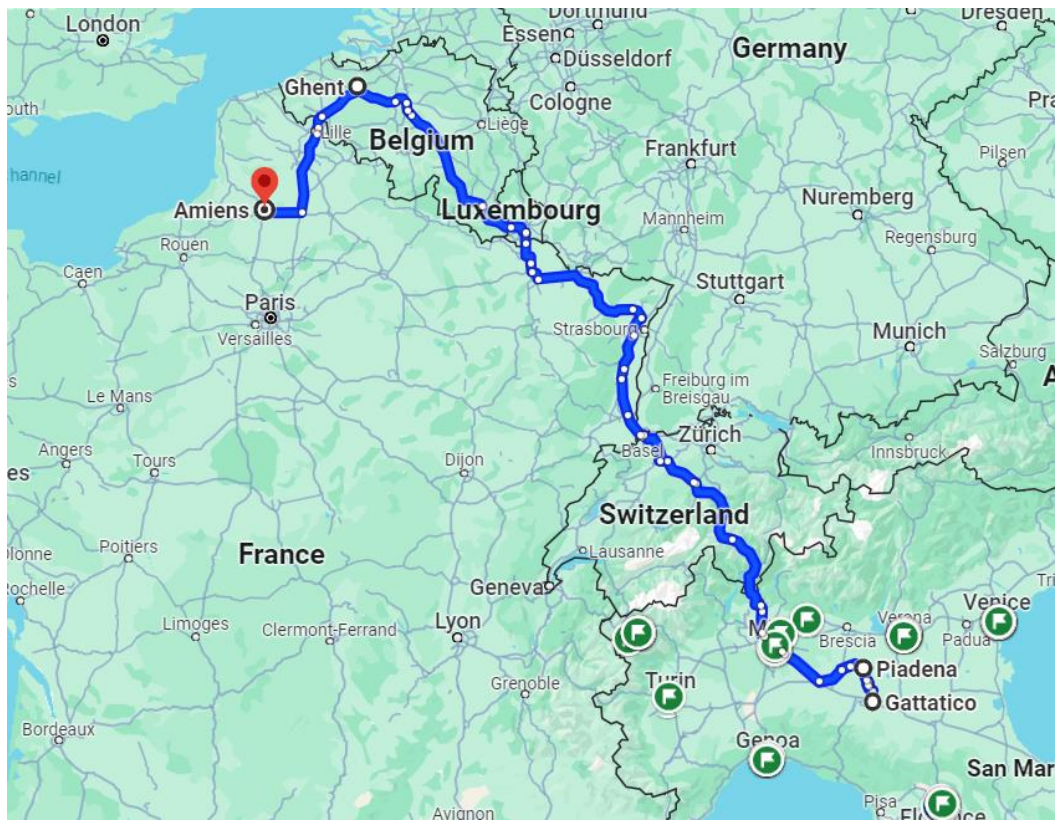 London
Dortmund
Essen
Düsseldorf
Dresden
Germany
Ghent
Cologne
outh
Lille
Belgium
Liège
Frankfurt
Pra
Pilsen
hannel
Amiens
Luxembourg
Mannheim
Nuremberg
Rouen
Regensburg
Caen
Paris
Versailles
Stuttgart
Strasbourg
Munich
Salzburg
A
Le Mans
Freiburg im
Breisgau
Zürich
Basel
Innsbruck
Angers
Tours
Dijon
es
Switzerland
Lausanne
olonne
Poitiers
France
Geneva
Rochelle
Limoges
Clermont-Ferrand
Lyon
M
Brescia
Verona
Venice
Padua
Tri
Piadena
Grenoble
Turin
Gattatico
Bordeaux
Genoa
San Mar
Avignon
Pisa
Florence